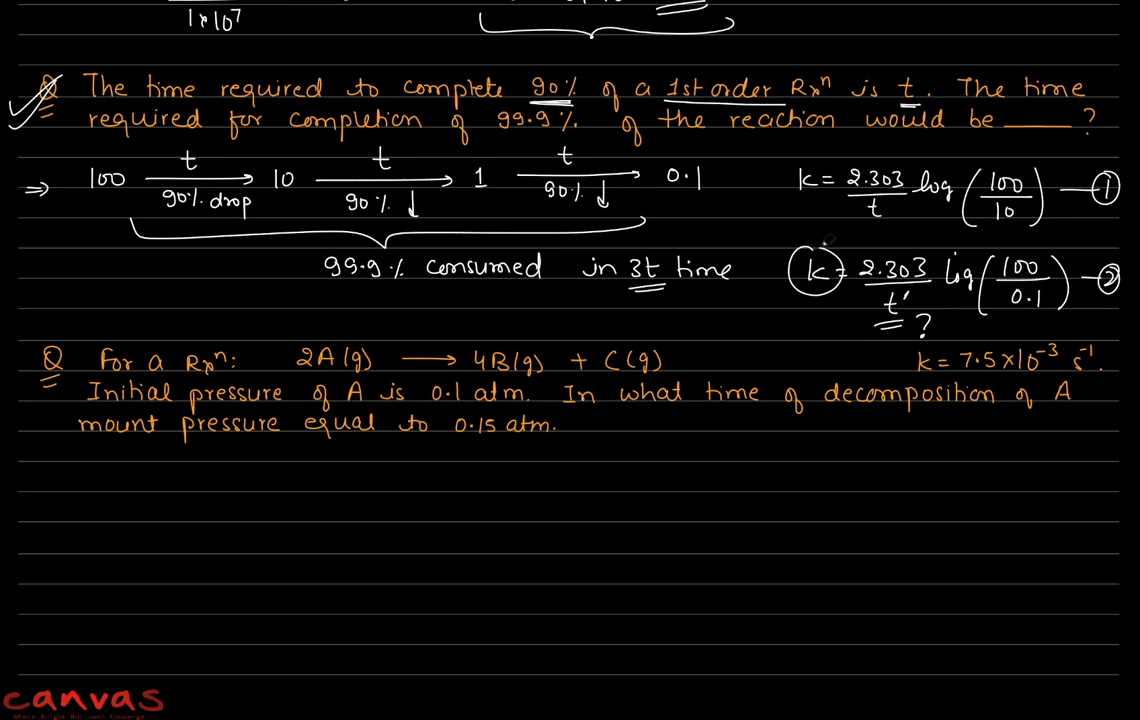 1×10⁷
Q The time required to complete 90% of a 1st order Rxⁿ is t. The time
required for completion of 99.9% of the reaction would be ____ ?
⇒ 100 t 90% drop → 10 t 90% ↓ → 1 t 90% ↓ → 0.1
K = 2.303/t log (100/10) — ①
99.9% consumed in 3t time
k = 2.303/t' log (100/0.1) — ②
?
Q For a Rxⁿ: 2A(g) → 4B(g) + C(g) k = 7.5×10⁻³ s⁻¹.
Initial pressure of A is 0.1 atm. In what time of decomposition of A
mount pressure equal to 0.15 atm.
canvas